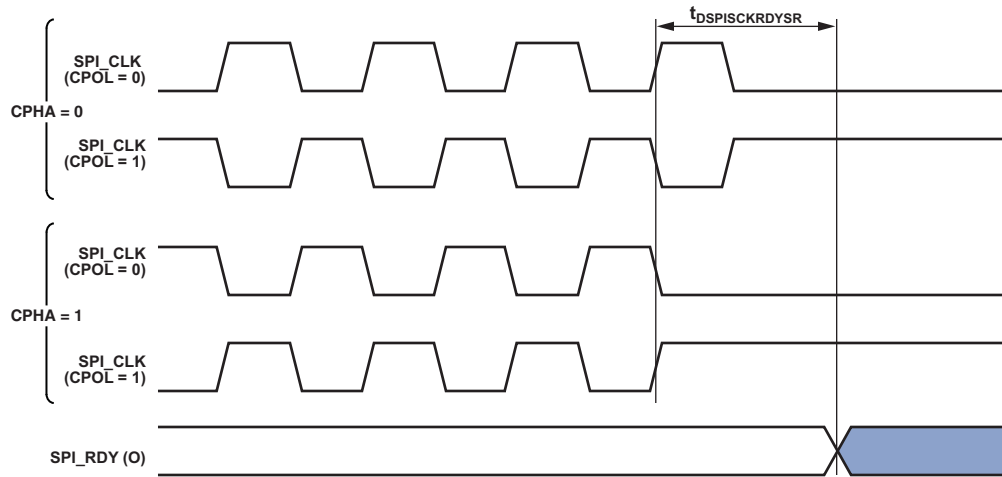 tDSPISCKRDYSR
SPI_CLK
(CPOL = 0)
CPHA = 0
SPI_CLK
(CPOL = 1)
SPI_CLK
(CPOL = 0)
CPHA = 1
SPI_CLK
(CPOL = 1)
SPI_RDY (O)